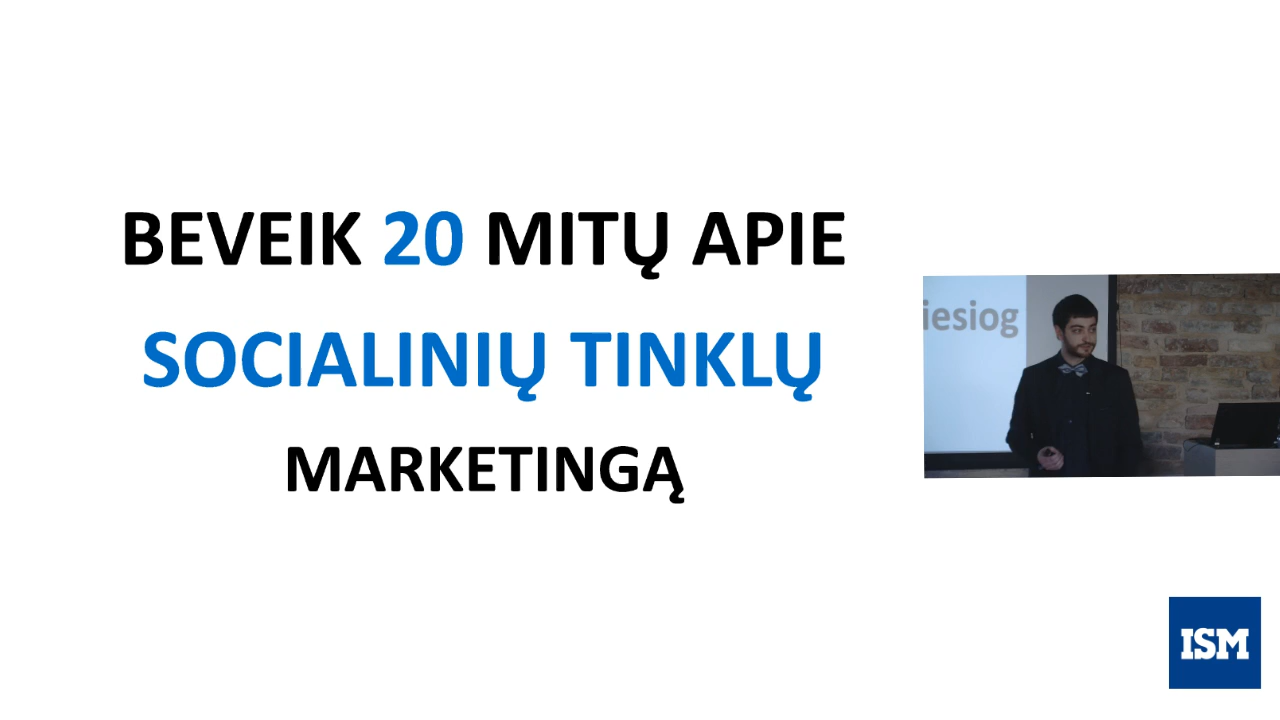 BEVEIK 20 MITŲ APIE
SOCIALINIŲ TINKLŲ
MARKETINGĄ
iesiog
ISM